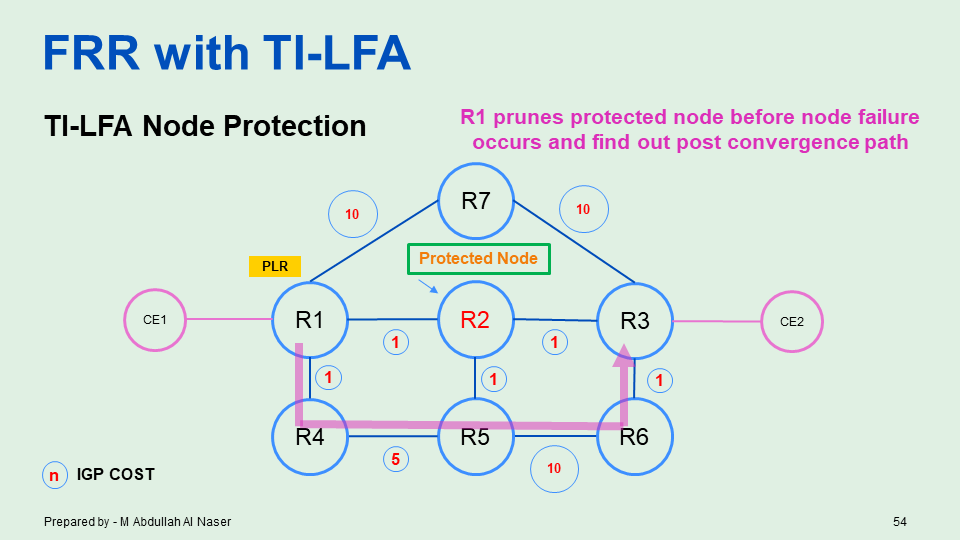 FRR with TI-LFA
TI-LFA Node Protection
R1 prunes protected node before node failure
occurs and find out post convergence path
R7
10
10
Protected Node
PLR
CE1
R1
R2
R3
CE2
1
1
1
1
1
R4
R5
R6
5
10
n IGP COST
Prepared by - M Abdullah Al Naser
54